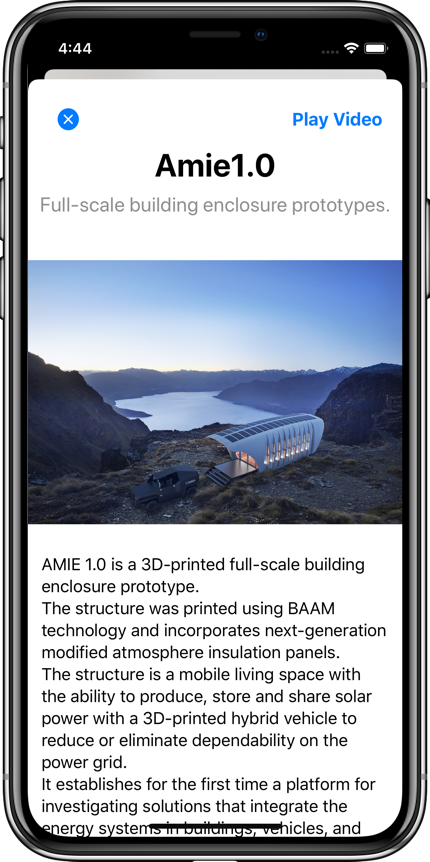 4:44
Play Video
Amie1.0
Full-scale building enclosure prototypes.
AMIE 1.0 is a 3D-printed full-scale building
enclosure prototype.
The structure was printed using BAAM
technology and incorporates next-generation
modified atmosphere insulation panels.
The structure is a mobile living space with
the ability to produce, store and share solar
power with a 3D-printed hybrid vehicle to
reduce or eliminate dependability on the
power grid.
It establishes for the first time a platform for
investigating solutions that integrate the
energy systems in buildings, vehicles, and